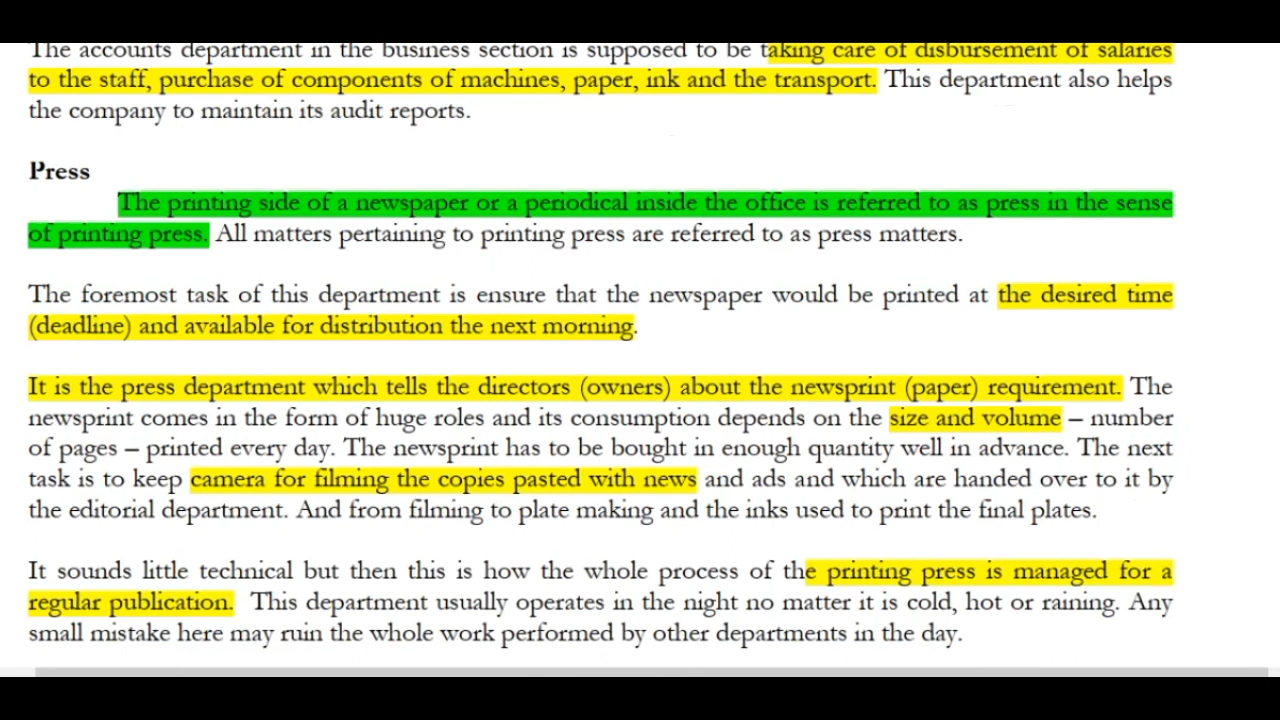 The accounts department in the business section is supposed to be taking care of disbursement of salaries
to the staff, purchase of components of machines, paper, ink and the transport. This department also helps
the company to maintain its audit reports.
Press
The printing side of a newspaper or a periodical inside the office is referred to as press in the sense
of printing press. All matters pertaining to printing press are referred to as press matters.
The foremost task of this department is ensure that the newspaper would be printed at the desired time
(deadline) and available for distribution the next morning.
It is the press department which tells the directors (owners) about the newsprint (paper) requirement. The
newsprint comes in the form of huge roles and its consumption depends on the size and volume – number
of pages – printed every day. The newsprint has to be bought in enough quantity well in advance. The next
task is to keep camera for filming the copies pasted with news and ads and which are handed over to it by
the editorial department. And from filming to plate making and the inks used to print the final plates.
It sounds little technical but then this is how the whole process of the printing press is managed for a
regular publication. This department usually operates in the night no matter it is cold, hot or raining. Any
small mistake here may ruin the whole work performed by other departments in the day.